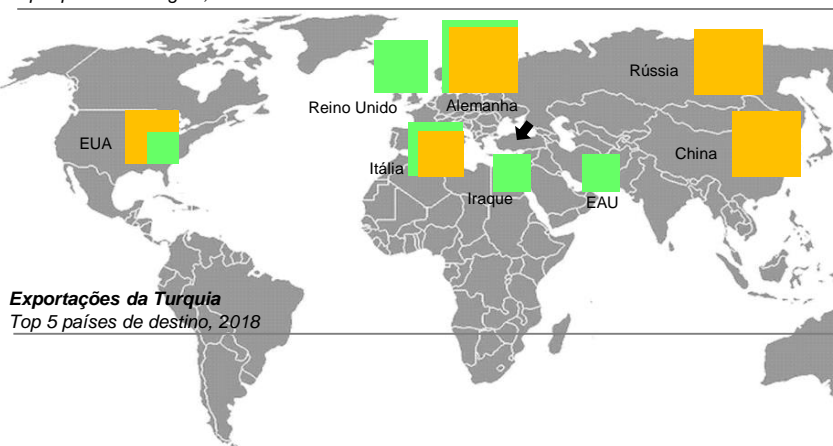 Rússia
Reino Unido
Alemanha
EUA
China
Itália
Iraque
EAU
Exportações da Turquia
Top 5 países de destino, 2018